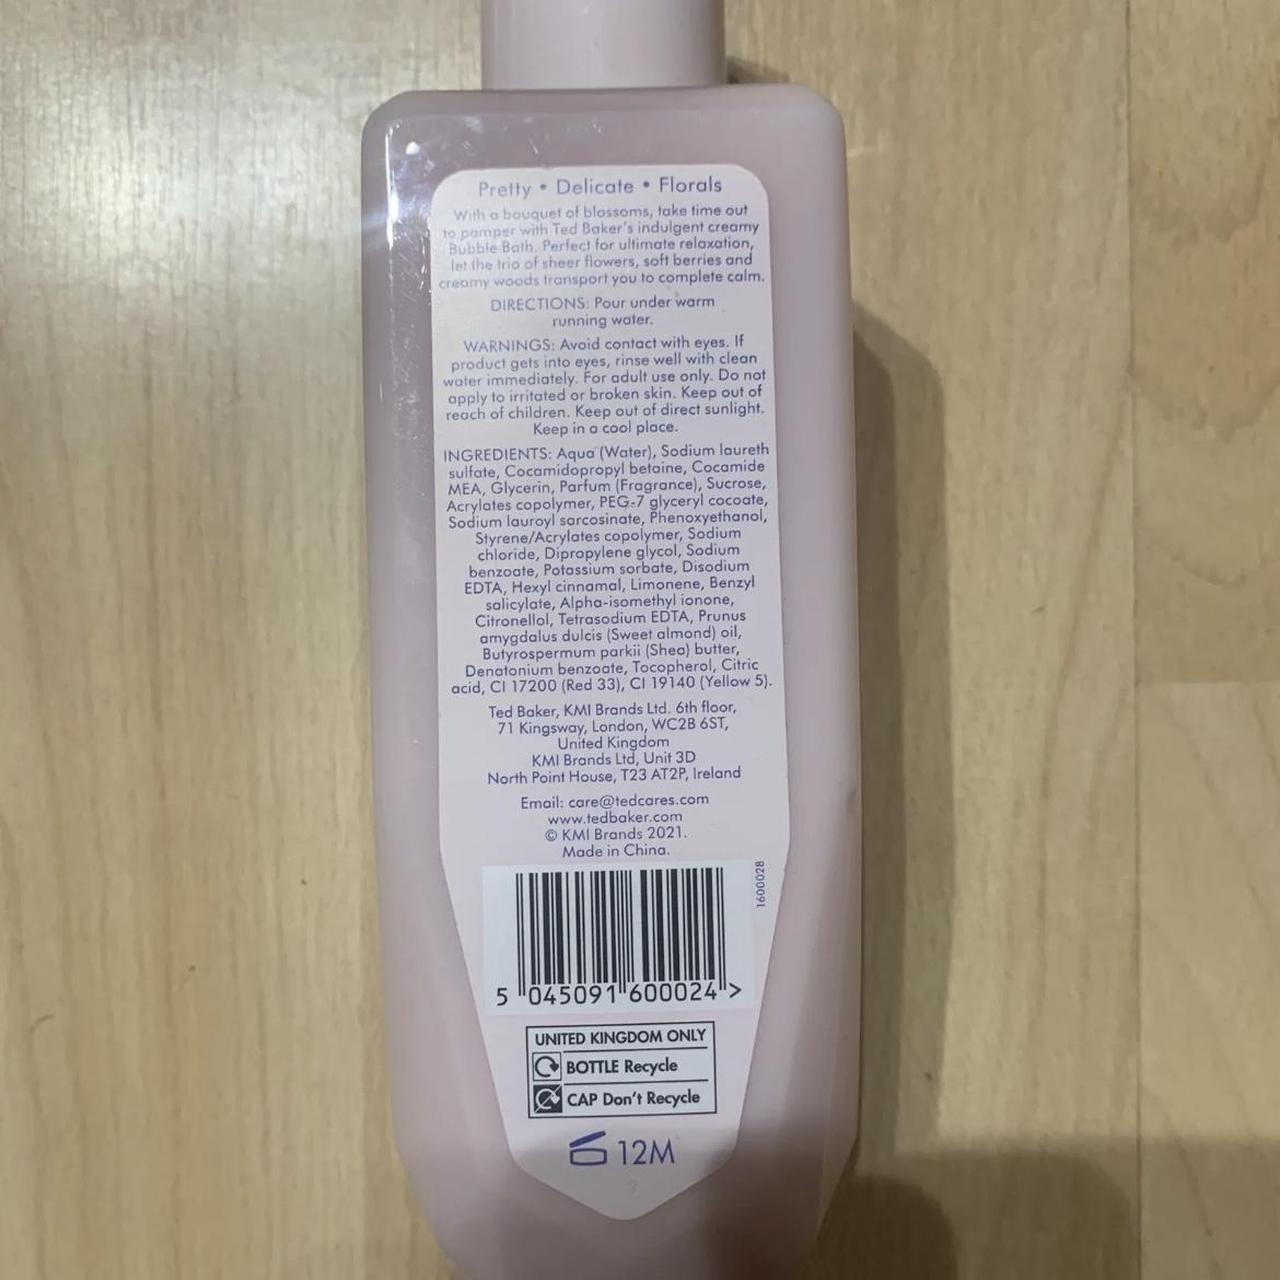 Pretty • Delicate • Florals
With a bouquet of blossoms, take time out
to pamper with Ted Baker's indulgent creamy
Bubble Bath. Perfect for ultimate relaxation,
let the trio of sheer flowers, soft berries and
creamy woods transport you to complete calm.
DIRECTIONS: Pour under warm
running water.
WARNINGS: Avoid contact with eyes. If
product gets into eyes, rinse well with clean
water immediately. For adult use only. Do not
apply to irritated or broken skin. Keep out of
reach of children. Keep out of direct sunlight.
Keep in a cool place.
INGREDIENTS: Aqua (Water), Sodium laureth
sulfate, Cocamidopropyl betaine, Cocamide
MEA, Glycerin, Parfum (Fragrance), Sucrose,
Acrylates copolymer, PEG-7 glyceryl cocoate,
Sodium lauroyl sarcosinate, Phenoxyethanol,
Styrene/Acrylates copolymer, Sodium
chloride, Dipropylene glycol, Sodium
benzoate, Potassium sorbate, Disodium
EDTA, Hexyl cinnamal, Limonene, Benzyl
salicylate, Alpha-isomethyl ionone,
Citronellol, Tetrasodium EDTA, Prunus
amygdalus dulcis (Sweet almond) oil,
Butyrospermum parkii (Shea) butter,
Denatonium benzoate, Tocopherol, Citric
acid, CI 17200 (Red 33), CI 19140 (Yellow 5).
Ted Baker, KMI Brands Ltd. 6th floor,
71 Kingsway, London, WC2B 6ST,
United Kingdom
KMI Brands Ltd, Unit 3D
North Point House, T23 AT2P, Ireland
Email: care@tedcares.com
www.tedbaker.com
© KMI Brands 2021.
Made in China.
1600028
5 045091 600024 >
UNITED KINGDOM ONLY
BOTTLE Recycle
CAP Don't Recycle
12M